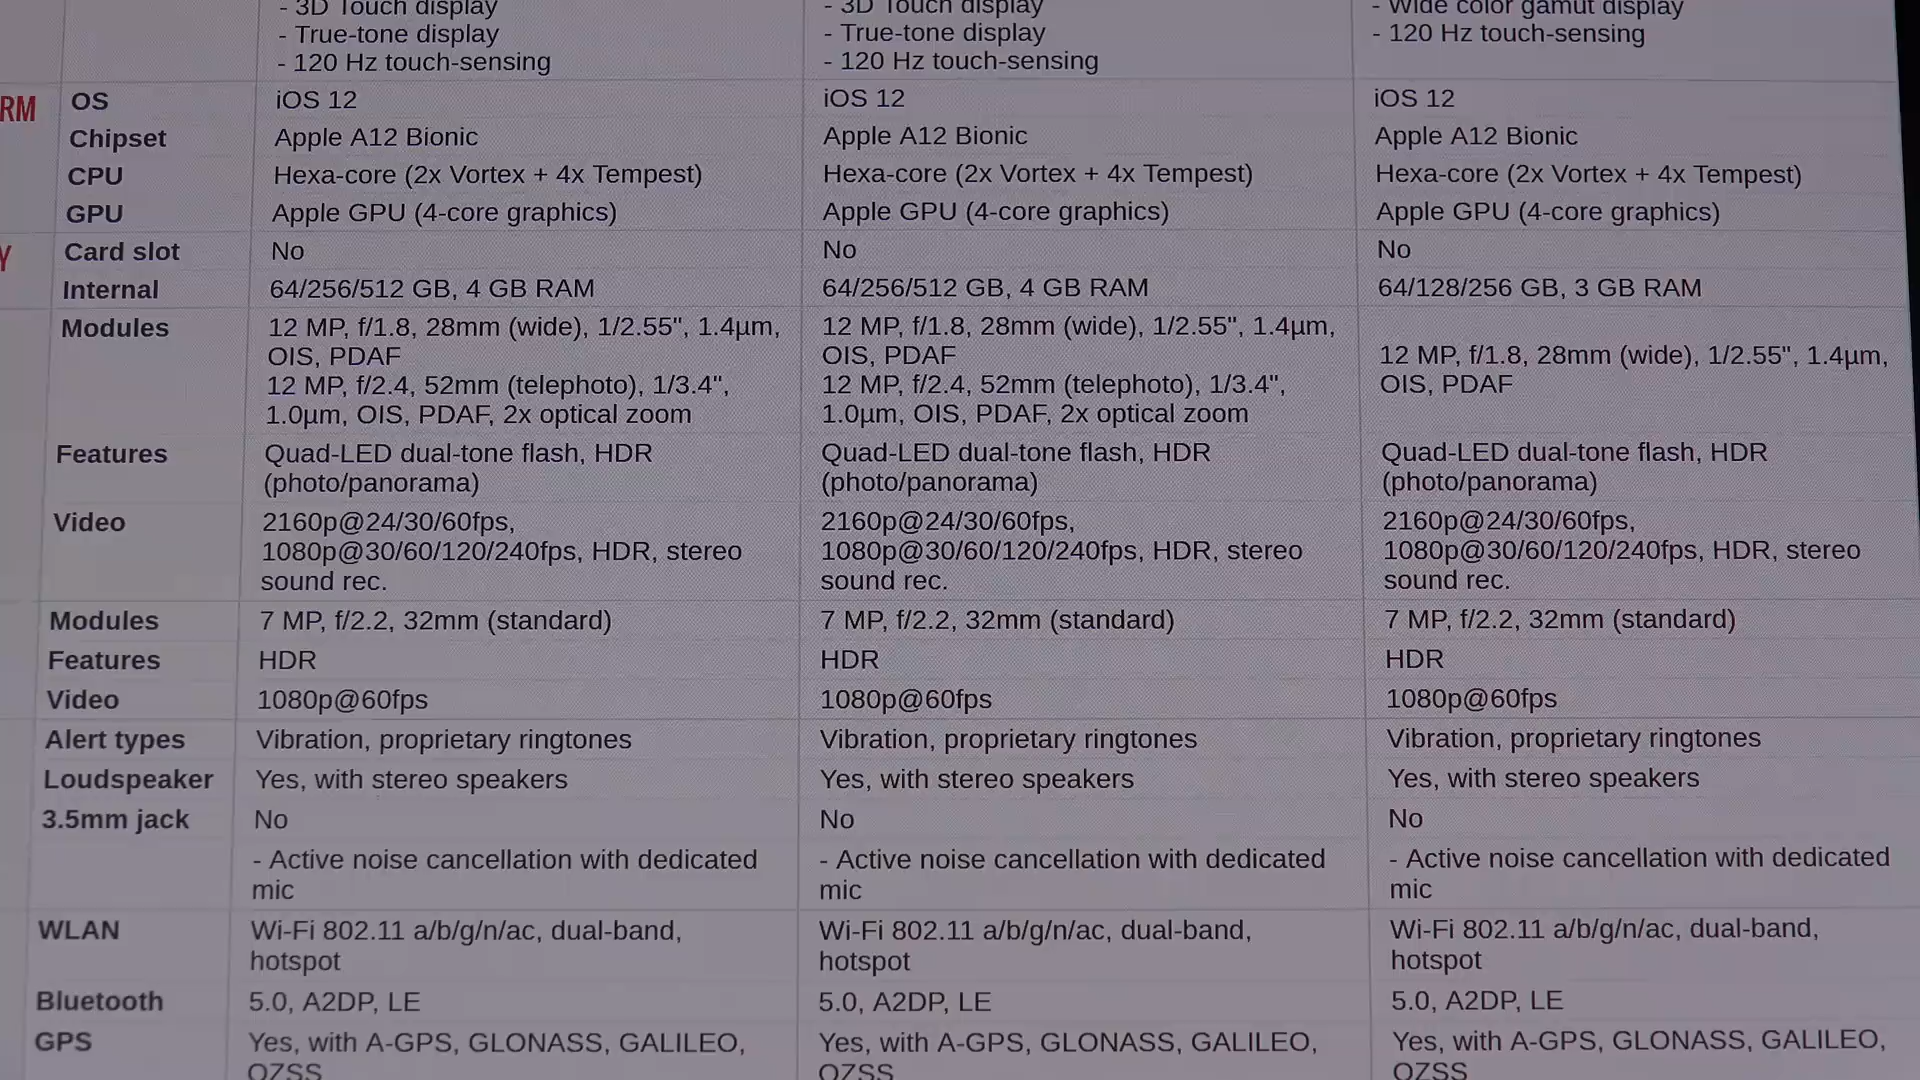 - 3D Touch display
- True-tone display
- 120 Hz touch-sensing
- 3D Touch display
- True-tone display
- 120 Hz touch-sensing
- Wide color gamut display
- 120 Hz touch-sensing
RM
OS
iOS 12
iOS 12
iOS 12
Chipset
Apple A12 Bionic
Apple A12 Bionic
Apple A12 Bionic
CPU
Hexa-core (2x Vortex + 4x Tempest)
Hexa-core (2x Vortex + 4x Tempest)
Hexa-core (2x Vortex + 4x Tempest)
GPU
Apple GPU (4-core graphics)
Apple GPU (4-core graphics)
Apple GPU (4-core graphics)
Y
Card slot
No
No
No
Internal
64/256/512 GB, 4 GB RAM
64/256/512 GB, 4 GB RAM
64/128/256 GB, 3 GB RAM
Modules
12 MP, f/1.8, 28mm (wide), 1/2.55", 1.4µm,
OIS, PDAF
12 MP, f/2.4, 52mm (telephoto), 1/3.4",
1.0µm, OIS, PDAF, 2x optical zoom
12 MP, f/1.8, 28mm (wide), 1/2.55", 1.4µm,
OIS, PDAF
12 MP, f/2.4, 52mm (telephoto), 1/3.4",
1.0µm, OIS, PDAF, 2x optical zoom
12 MP, f/1.8, 28mm (wide), 1/2.55", 1.4µm,
OIS, PDAF
Features
Quad-LED dual-tone flash, HDR
(photo/panorama)
Quad-LED dual-tone flash, HDR
(photo/panorama)
Quad-LED dual-tone flash, HDR
(photo/panorama)
Video
2160p@24/30/60fps,
1080p@30/60/120/240fps, HDR, stereo
sound rec.
2160p@24/30/60fps,
1080p@30/60/120/240fps, HDR, stereo
sound rec.
2160p@24/30/60fps,
1080p@30/60/120/240fps, HDR, stereo
sound rec.
Modules
7 MP, f/2.2, 32mm (standard)
7 MP, f/2.2, 32mm (standard)
7 MP, f/2.2, 32mm (standard)
Features
HDR
HDR
HDR
Video
1080p@60fps
1080p@60fps
1080p@60fps
Alert types
Vibration, proprietary ringtones
Vibration, proprietary ringtones
Vibration, proprietary ringtones
Loudspeaker
Yes, with stereo speakers
Yes, with stereo speakers
Yes, with stereo speakers
3.5mm jack
No
No
No
- Active noise cancellation with dedicated
mic
- Active noise cancellation with dedicated
mic
- Active noise cancellation with dedicated
mic
WLAN
Wi-Fi 802.11 a/b/g/n/ac, dual-band,
hotspot
Wi-Fi 802.11 a/b/g/n/ac, dual-band,
hotspot
Wi-Fi 802.11 a/b/g/n/ac, dual-band,
hotspot
Bluetooth
5.0, A2DP, LE
5.0, A2DP, LE
5.0, A2DP, LE
GPS
Yes, with A-GPS, GLONASS, GALILEO,
QZSS
Yes, with A-GPS, GLONASS, GALILEO,
QZSS
Yes, with A-GPS, GLONASS, GALILEO,
QZSS